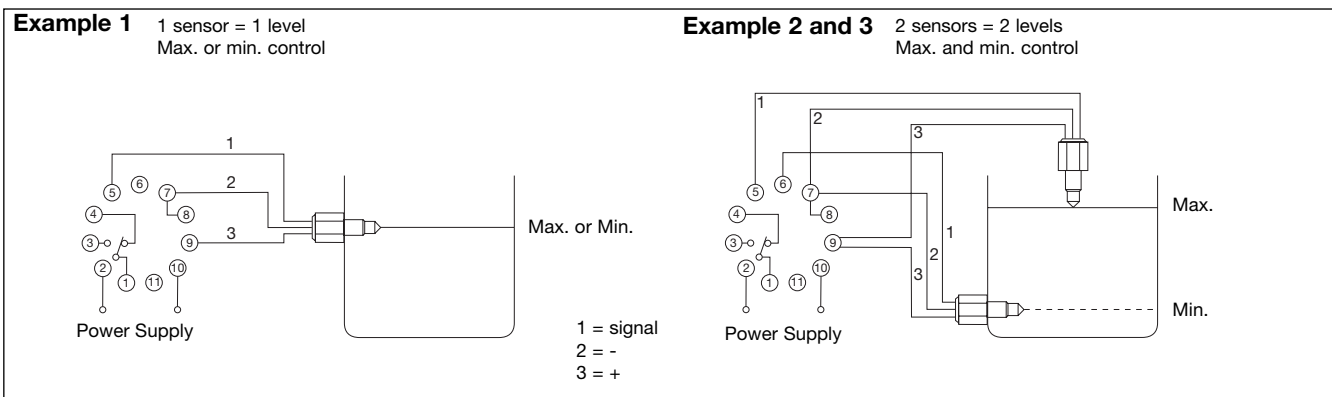 Example 1
1 sensor = 1 level
Max. or min. control
1
2
3
5
6
7
4
8
3
9
2
1
11
10
Power Supply
Max. or Min.
1 = signal
2 = -
3 = +
Example 2 and 3
2 sensors = 2 levels
Max. and min. control
1
2
3
5
6
7
4
8
3
9
2
1
11
10
1
2
3
Power Supply
Max.
Min.